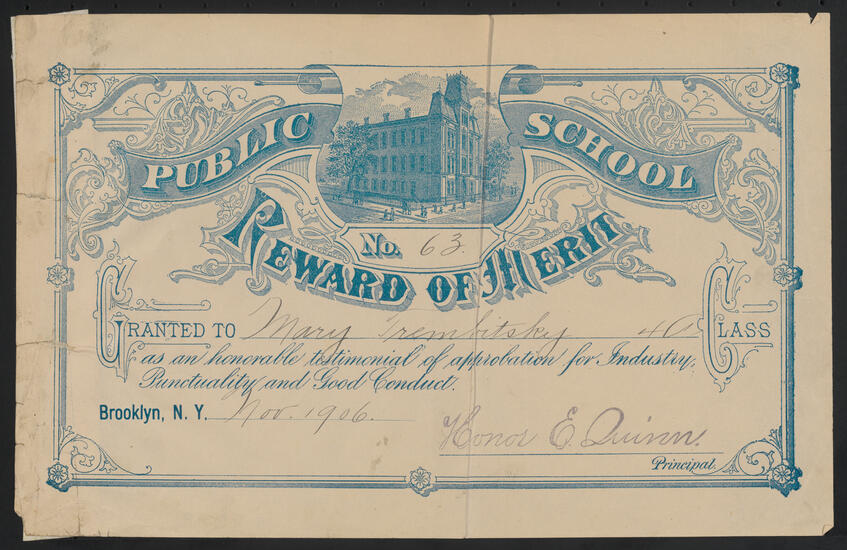 PUBLIC SCHOOL
No. 63.
REWARD OF MERIT
GRANTED TO Mary Trembitsky 4D CLASS
as an honorable testimonial of approbation for Industry,
Punctuality and Good Conduct.
Brooklyn, N. Y. Nov. 1906.
Honor E. Quinn.
Principal.